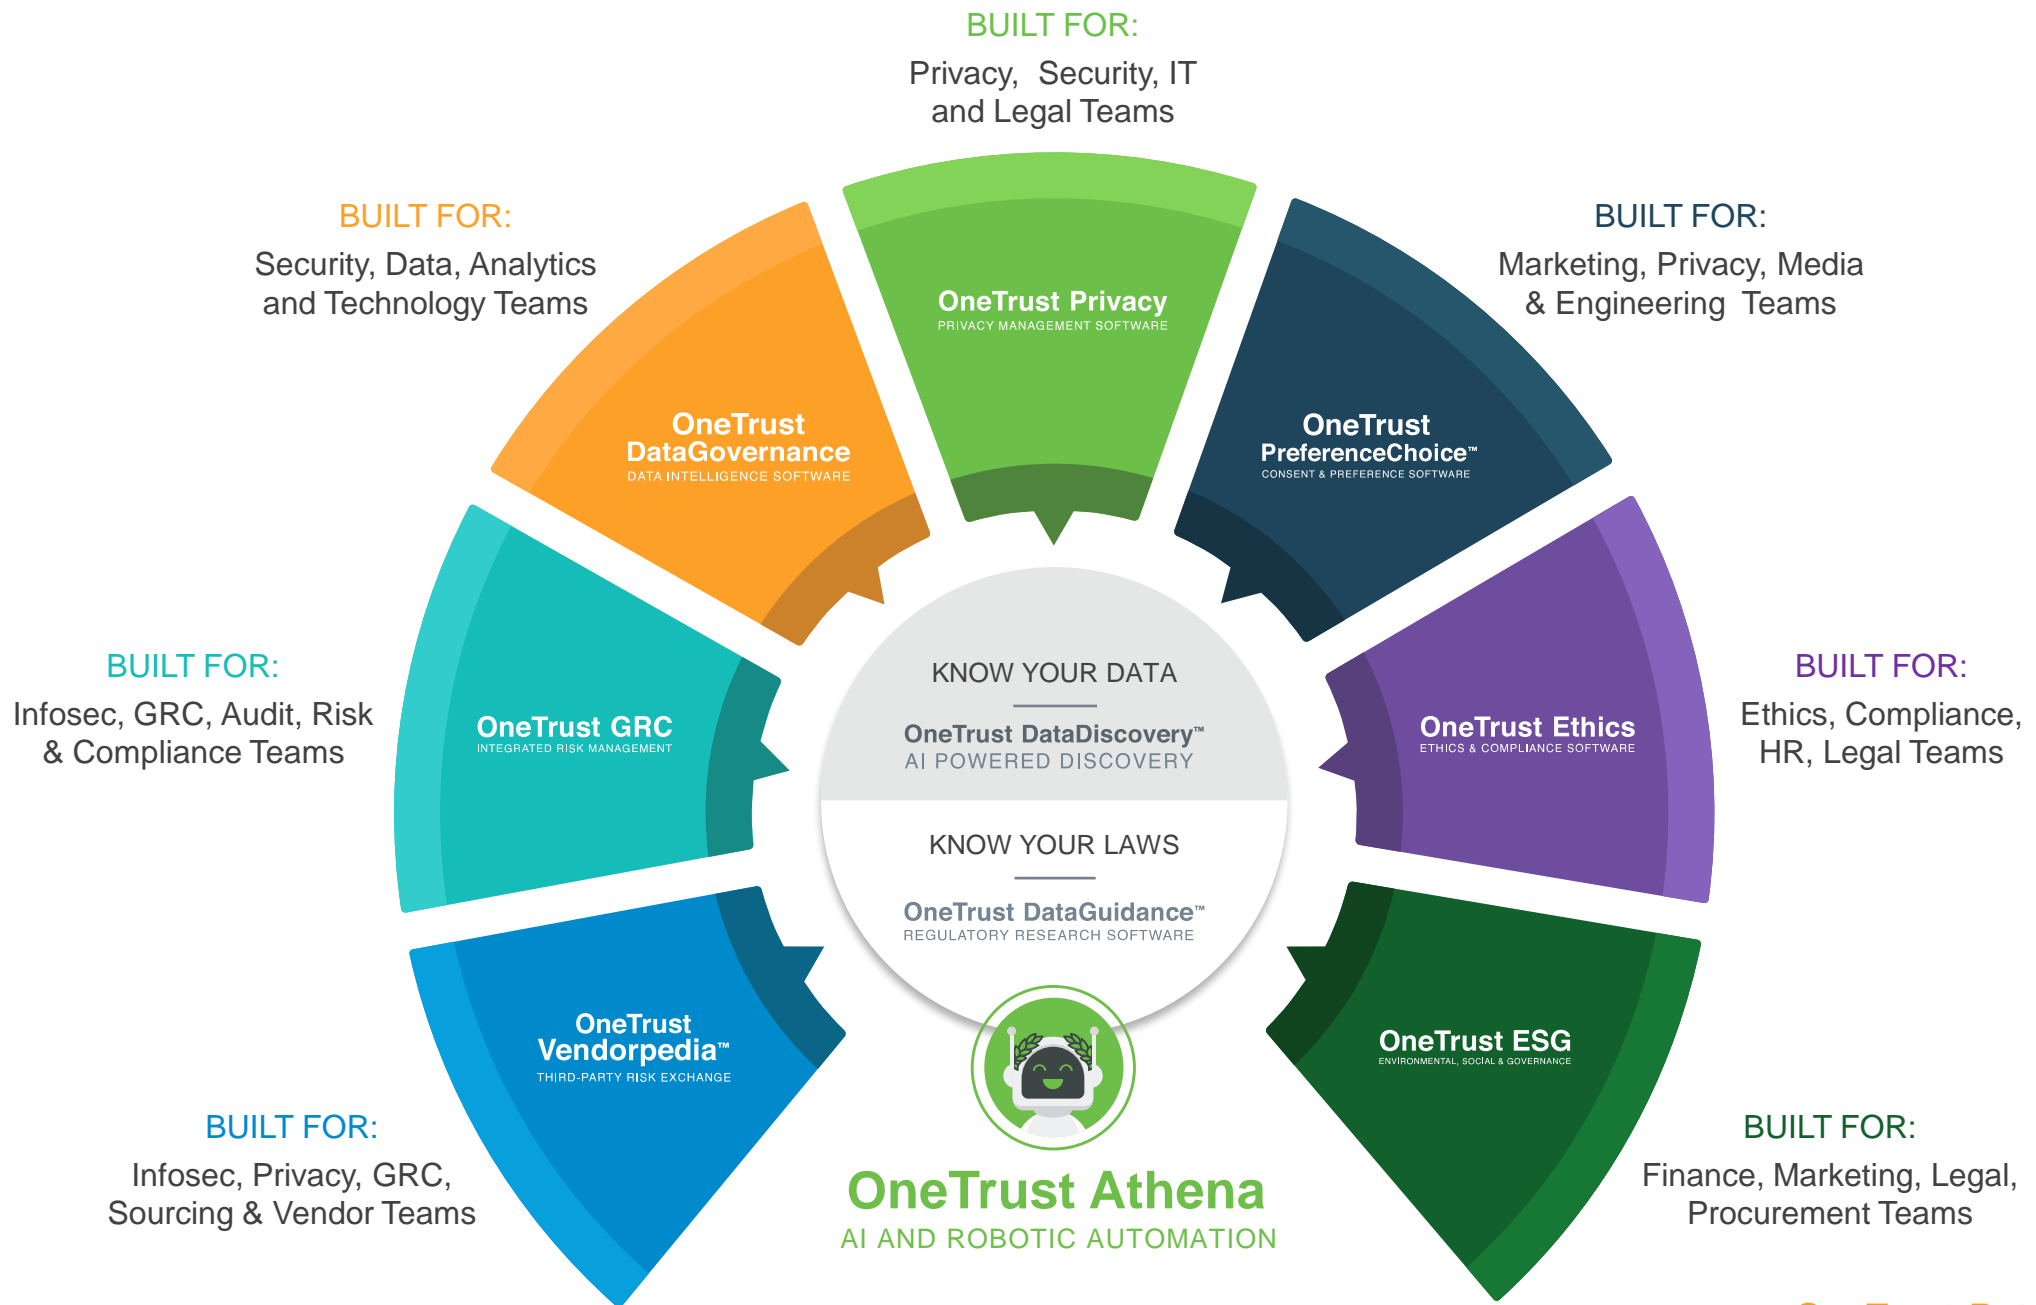 BUILT FOR:
Privacy, Security, IT
and Legal Teams
BUILT FOR:
Security, Data, Analytics
and Technology Teams
BUILT FOR:
Marketing, Privacy, Media
& Engineering Teams
OneTrust Privacy
PRIVACY MANAGEMENT SOFTWARE
OneTrust
DataGovernance
DATA INTELLIGENCE SOFTWARE
OneTrust
PreferenceChoice™
CONSENT & PREFERENCE SOFTWARE
BUILT FOR:
Infosec, GRC, Audit, Risk
& Compliance Teams
OneTrust GRC
INTEGRATED RISK MANAGEMENT
KNOW YOUR DATA
OneTrust DataDiscovery™
AI POWERED DISCOVERY
OneTrust Ethics
ETHICS & COMPLIANCE SOFTWARE
BUILT FOR:
Ethics, Compliance,
HR, Legal Teams
KNOW YOUR LAWS
OneTrust DataGuidance™
REGULATORY RESEARCH SOFTWARE
OneTrust
Vendorpedia™
THIRD-PARTY RISK EXCHANGE
OneTrust ESG
ENVIRONMENTAL, SOCIAL & GOVERNANCE
BUILT FOR:
Infosec, Privacy, GRC,
Sourcing & Vendor Teams
OneTrust Athena
AI AND ROBOTIC AUTOMATION
BUILT FOR:
Finance, Marketing, Legal,
Procurement Teams